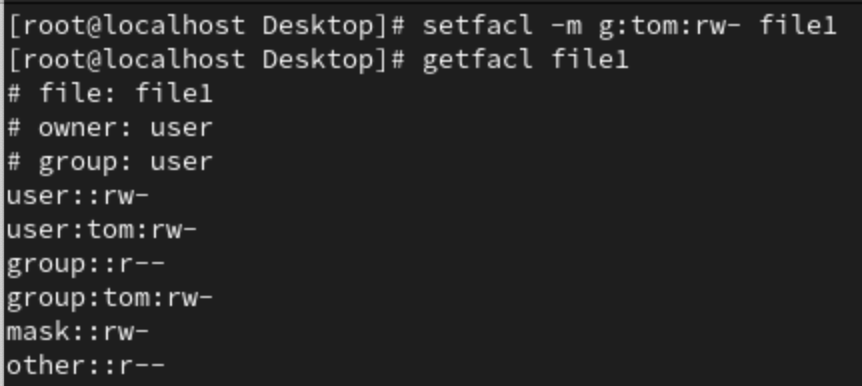 [root@localhost Desktop]# setfacl -m g:tom:rw- file1
[root@localhost Desktop]# getfacl file1
# file: file1
# owner: user
# group: user
user::rw-
user:tom:rw-
group::r--
group:tom:rw-
mask::rw-
other::r--